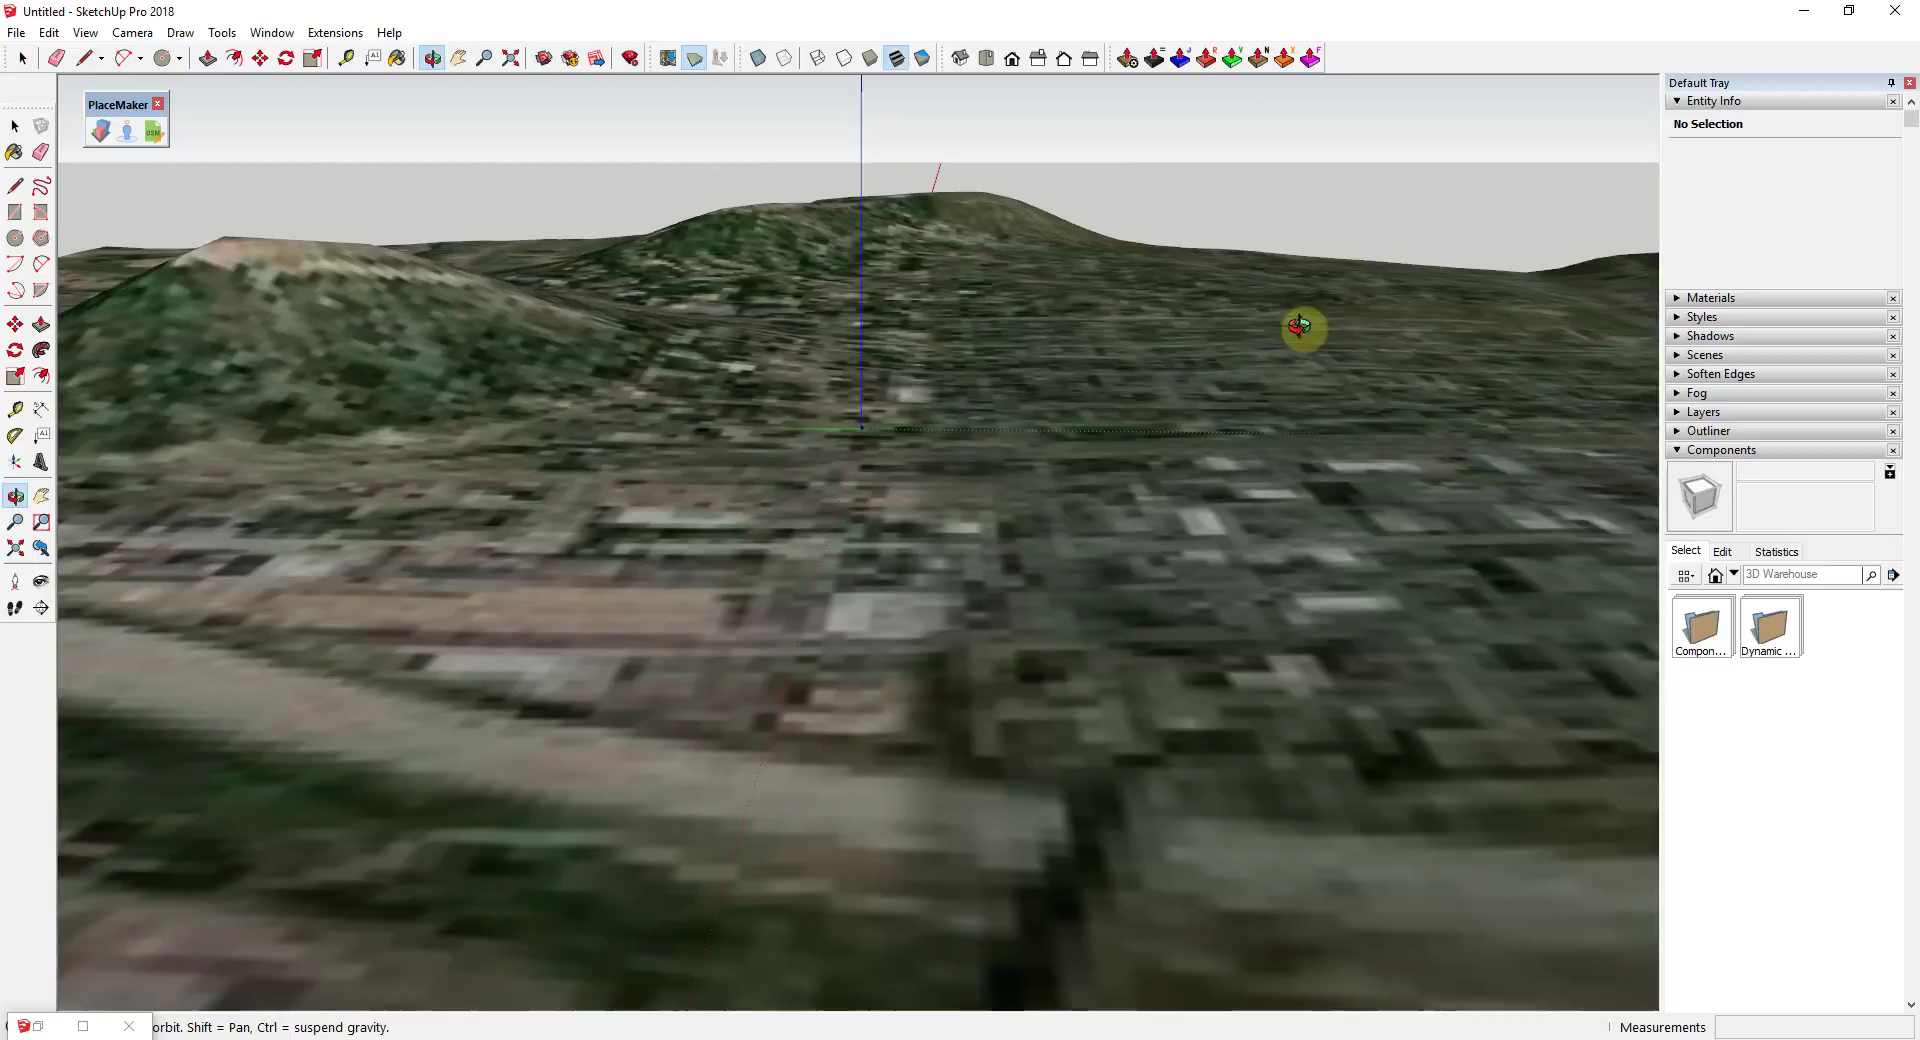 Untitled - SketchUp Pro 2018
File Edit View Camera Draw Tools Window Extensions Help
PlaceMaker
OSM
Default Tray
Entity Info
No Selection
Materials
Styles
Shadows
Scenes
Soften Edges
Fog
Layers
Outliner
Components
Select Edit Statistics
3D Warehouse
Compon... Dynamic ...
orbit. Shift = Pan, Ctrl = suspend gravity.
Measurements